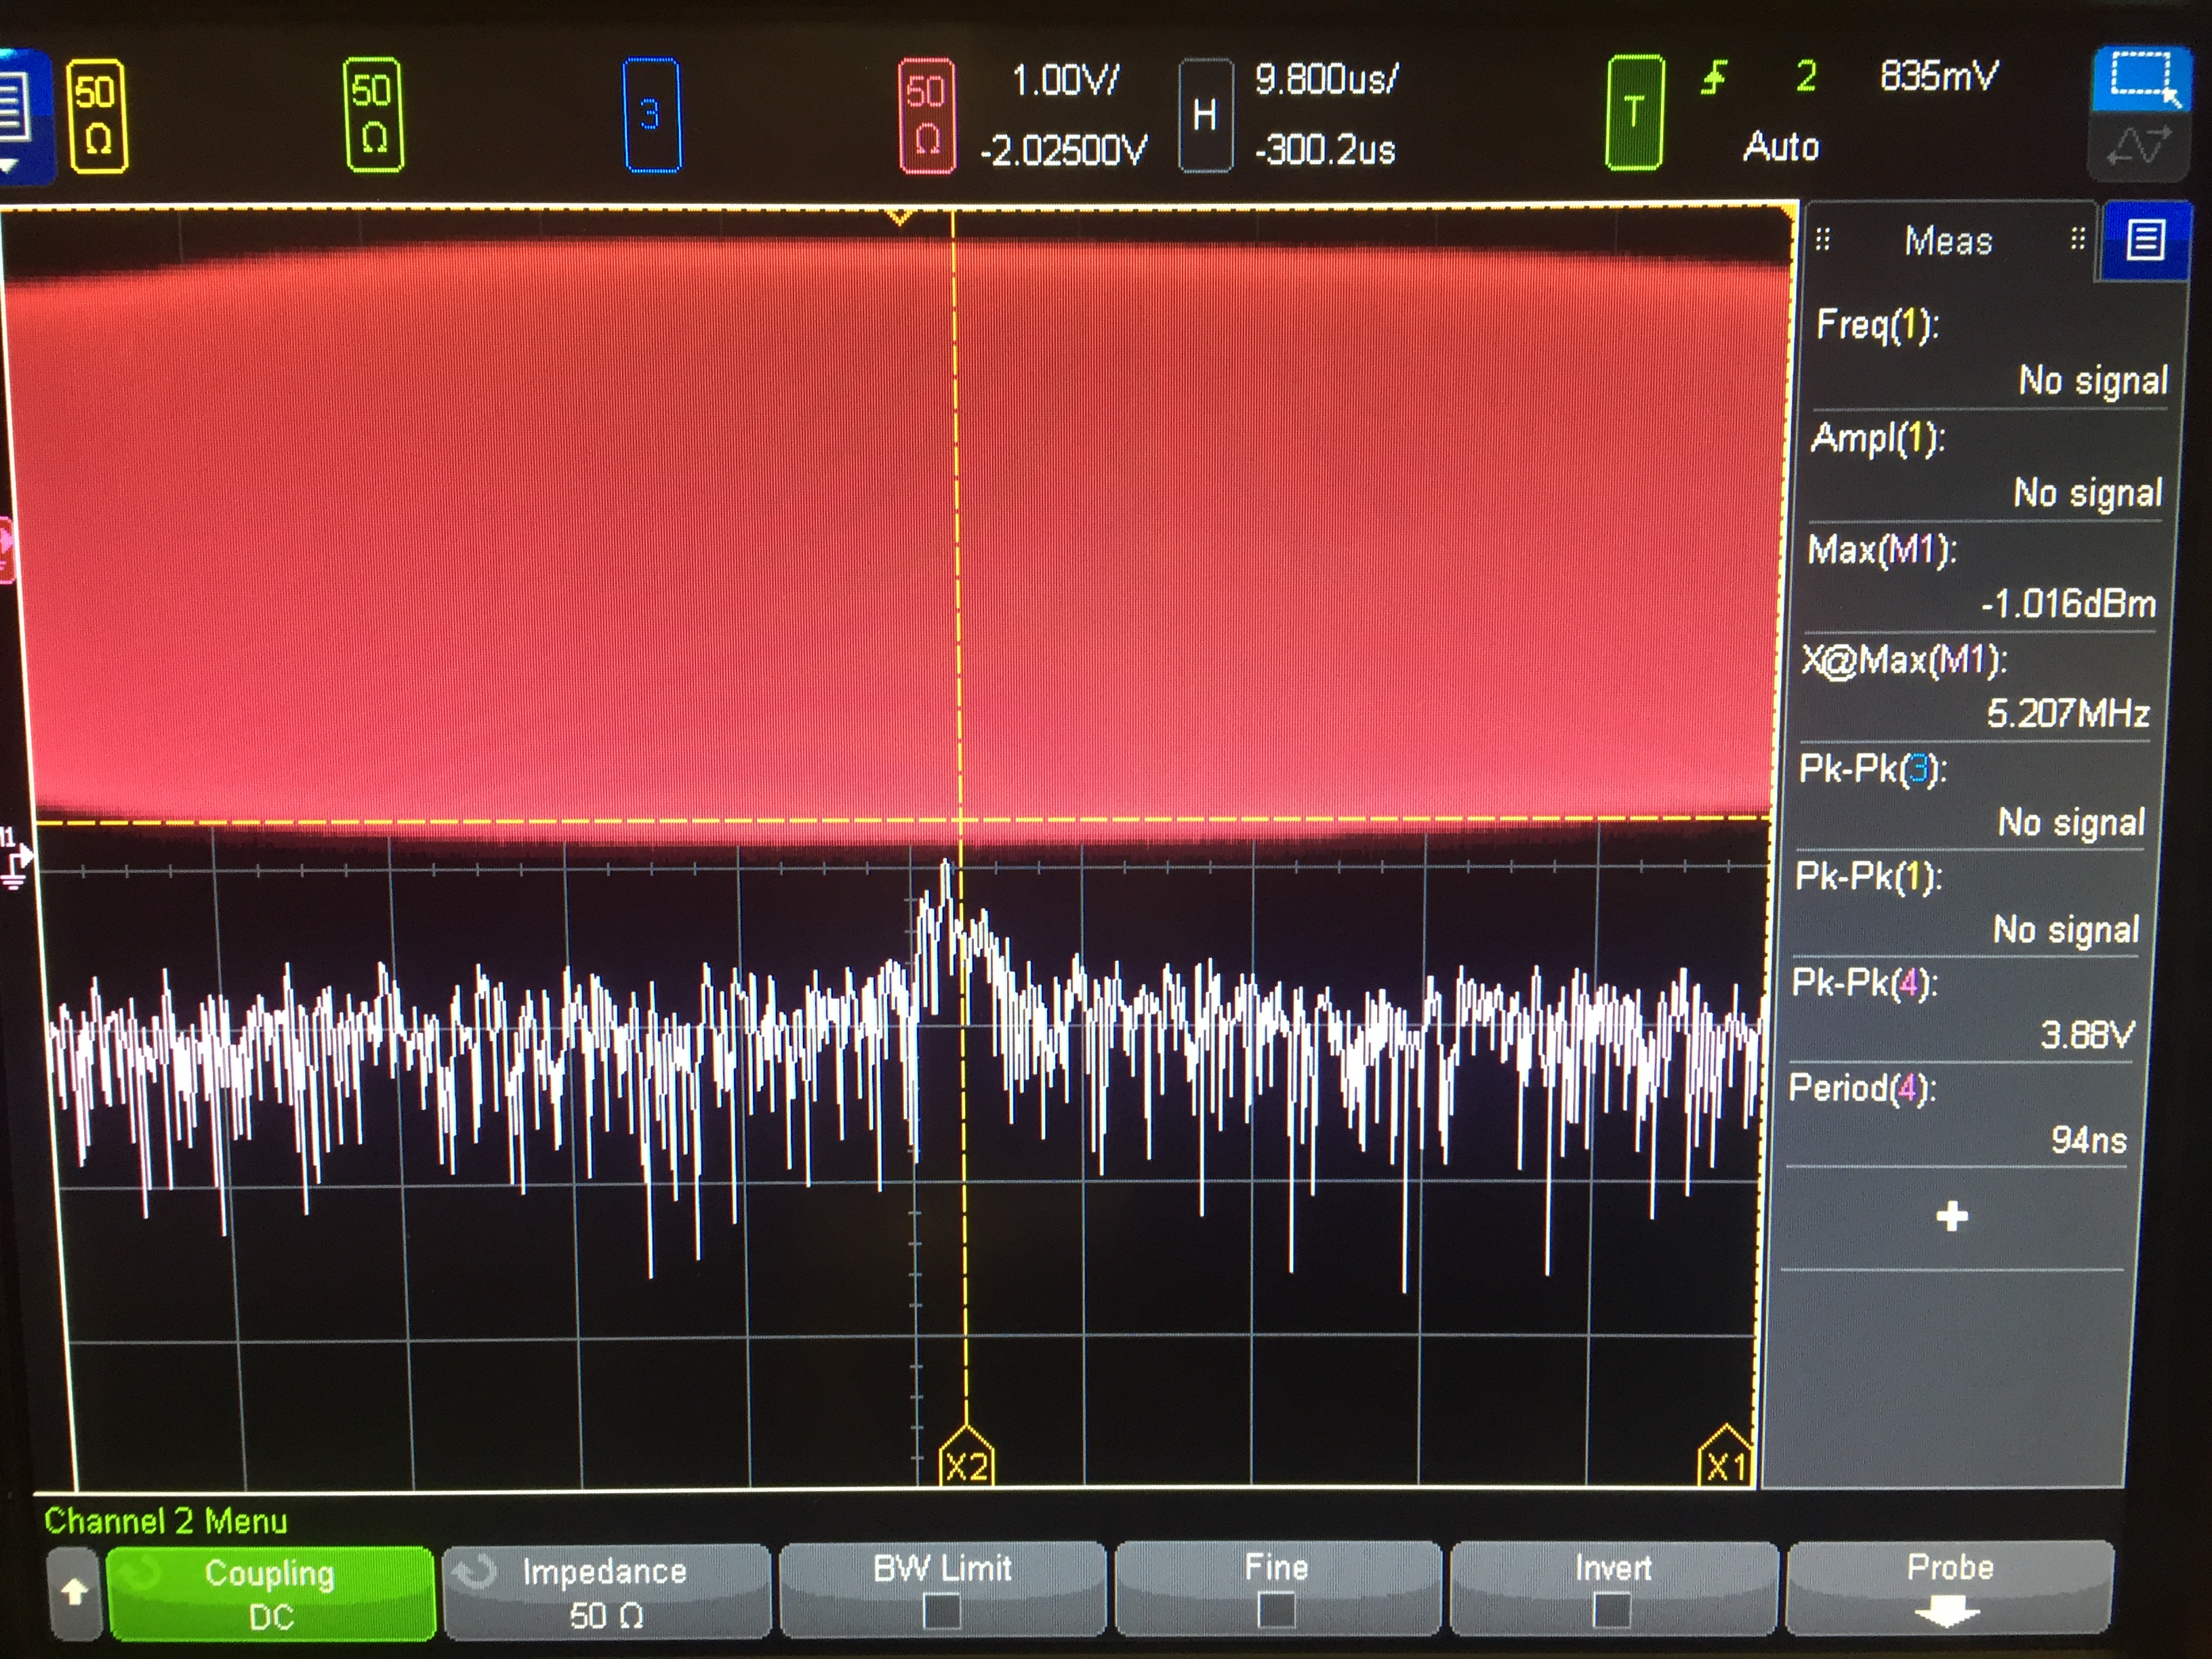 50 Ω
50 Ω
3
50 Ω
1.00V/
-2.02500V
H
9.800us/
-300.2us
T
2
835mV
Auto
Meas
Freq(1):
No signal
Ampl(1):
No signal
Max(M1):
-1.016dBm
X@Max(M1):
5.207MHz
Pk-Pk(3):
No signal
Pk-Pk(1):
No signal
Pk-Pk(4):
3.88V
Period(4):
94ns
X2
X1
Channel 2 Menu
Coupling
DC
Impedance
50 Ω
BW Limit
Fine
Invert
Probe